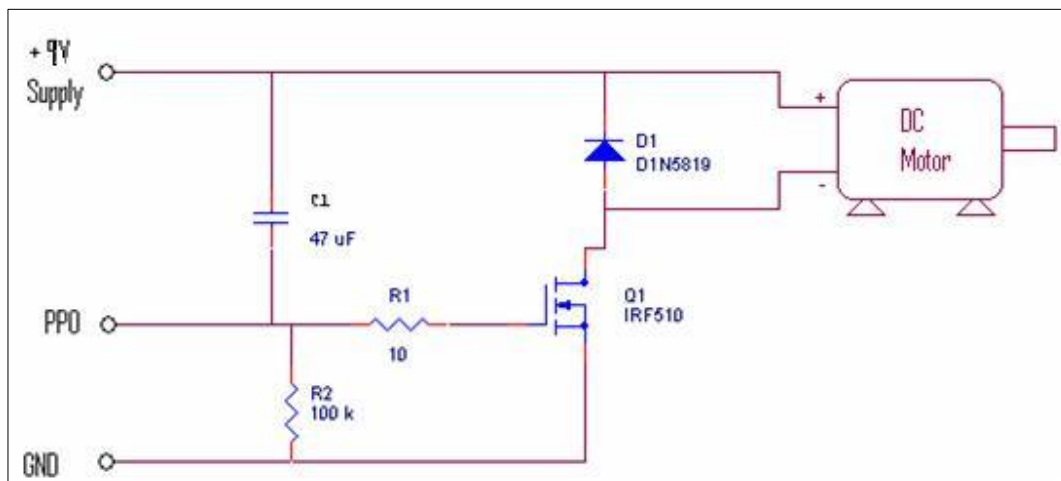 + 9V
Supply
+
DC
Motor
-
D1
D1N5819
C1
47 uF
Q1
IRF510
R1
10
PPO
R2
100 k
GND